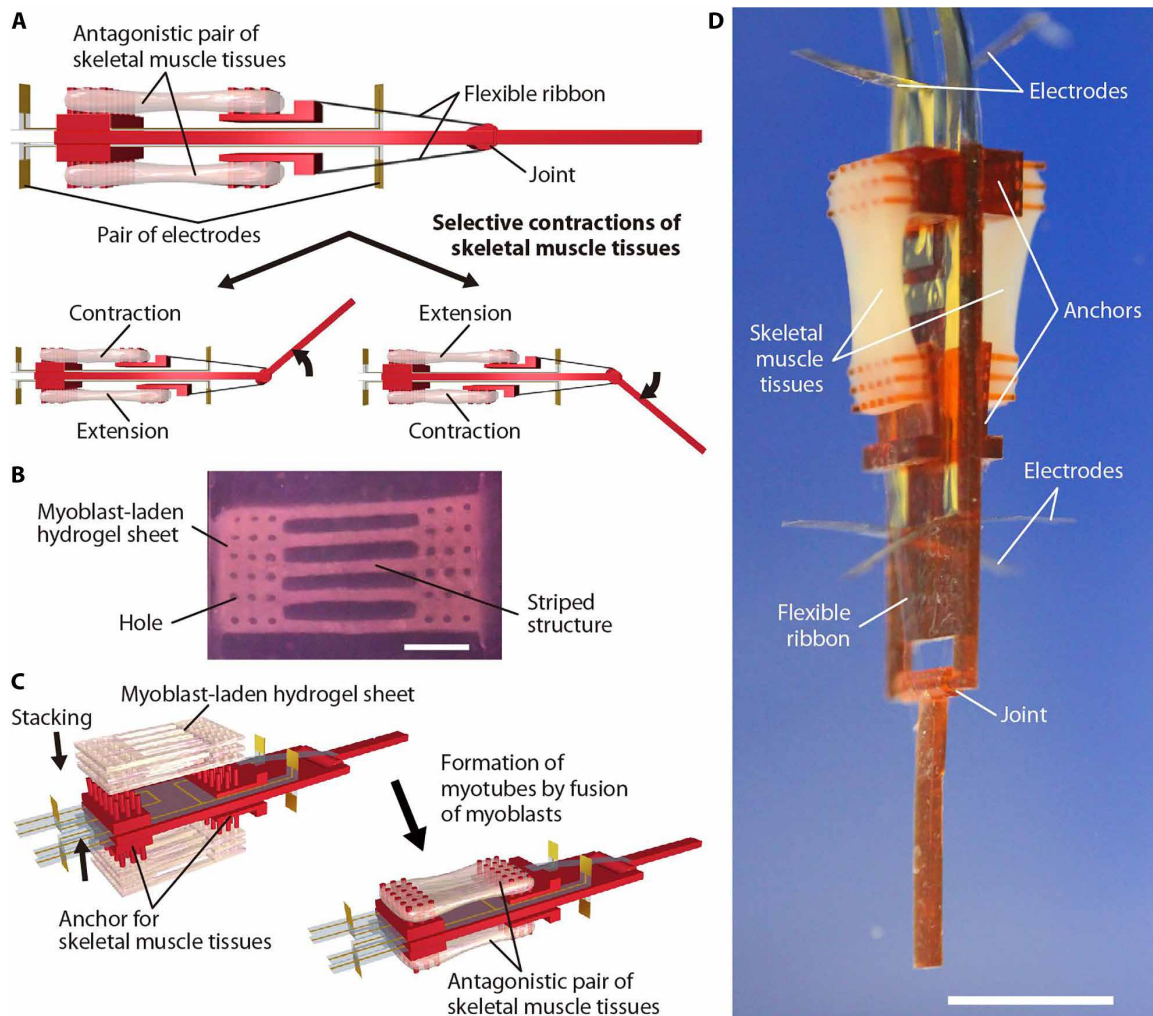 A
Antagonistic pair of
skeletal muscle tissues
Flexible ribbon
Joint
Pair of electrodes
Selective contractions of
skeletal muscle tissues
Contraction
Extension
Extension
Contraction
B
Myoblast-laden
hydrogel sheet
Hole
Striped
structure
C
Myoblast-laden hydrogel sheet
Stacking
Formation of
myotubes by fusion
of myoblasts
Anchor for
skeletal muscle tissues
Antagonistic pair of
skeletal muscle tissues
D
Electrodes
Anchors
Skeletal
muscle
tissues
Electrodes
Flexible
ribbon
Joint